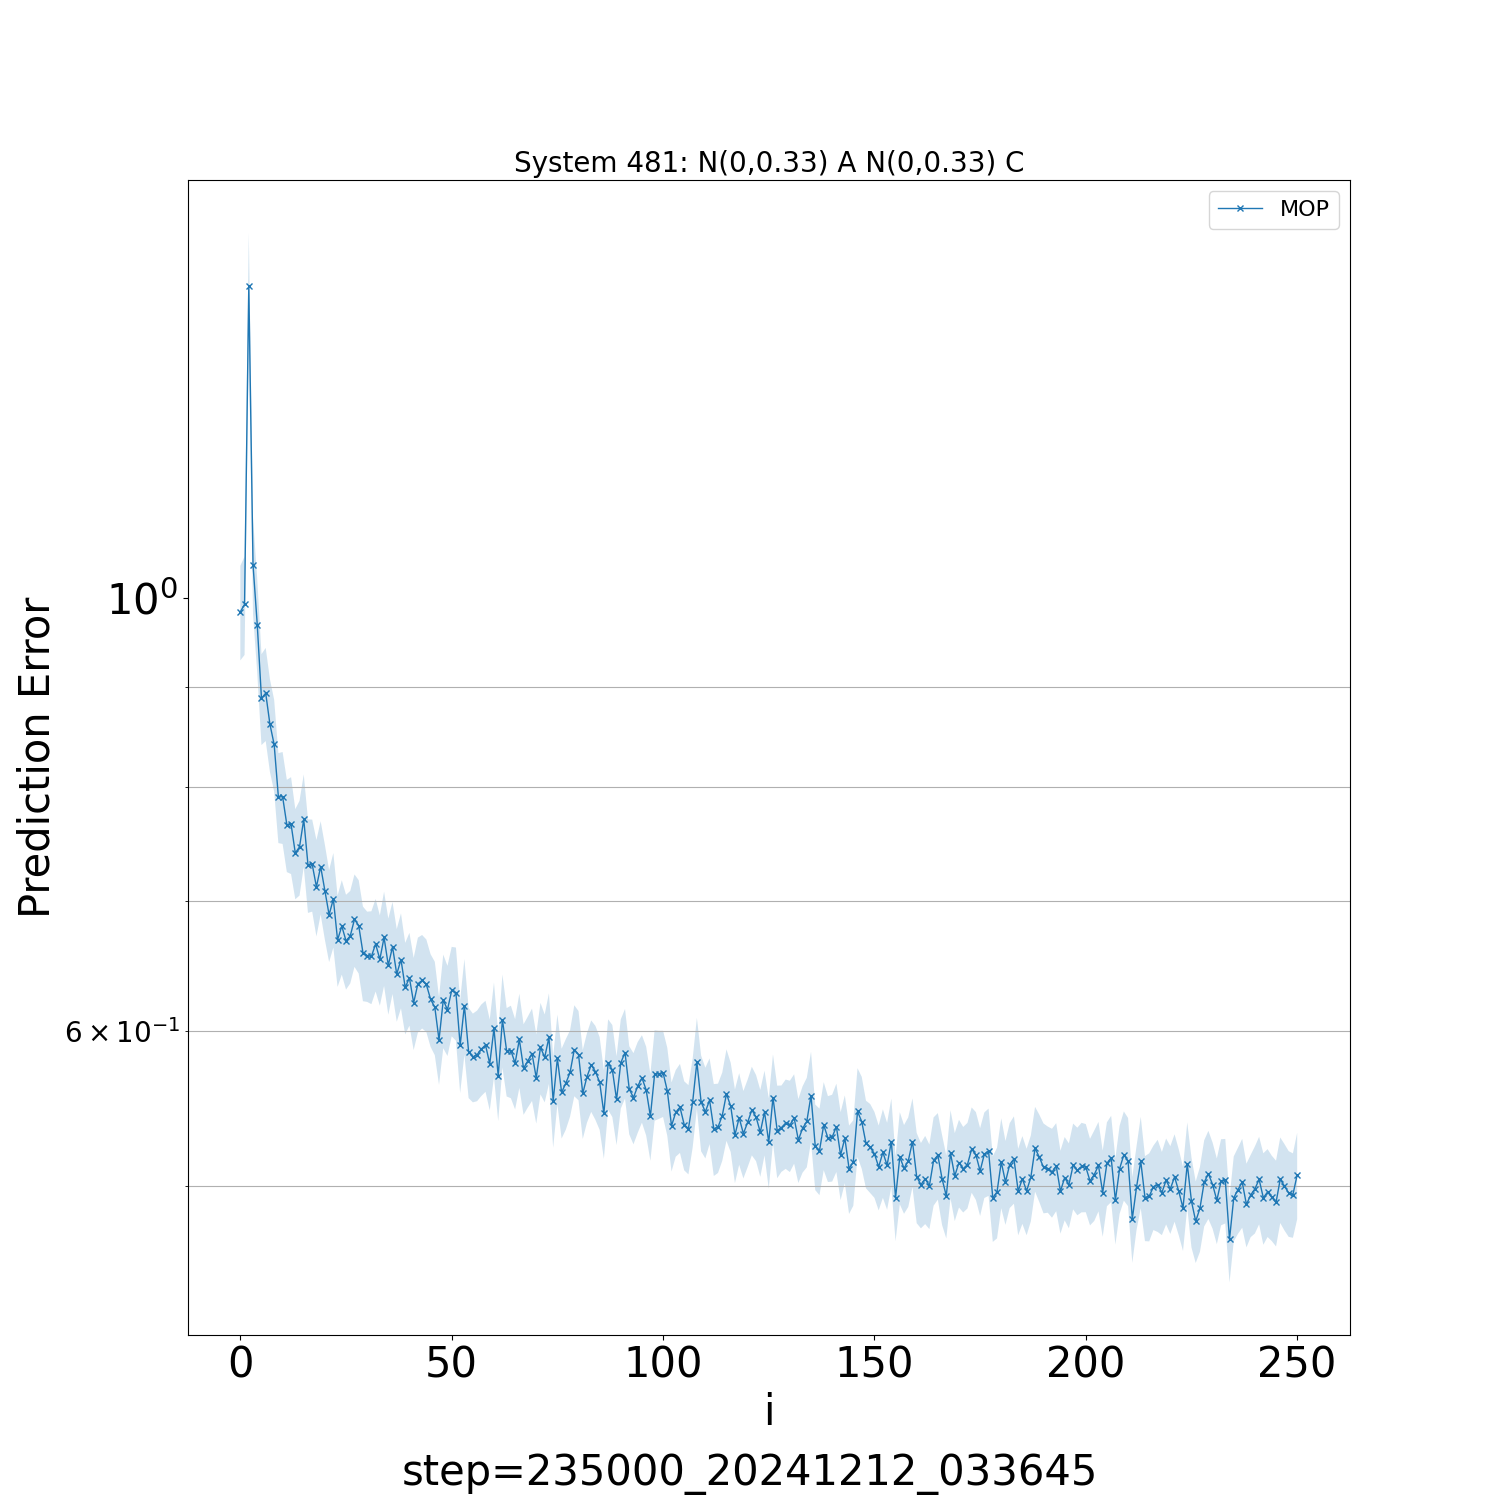 System 481: N(0,0.33) A N(0,0.33) C
MOP
Prediction Error
10⁰
6 × 10⁻¹
0 50 100 150 200 250
i
step=235000_20241212_033645